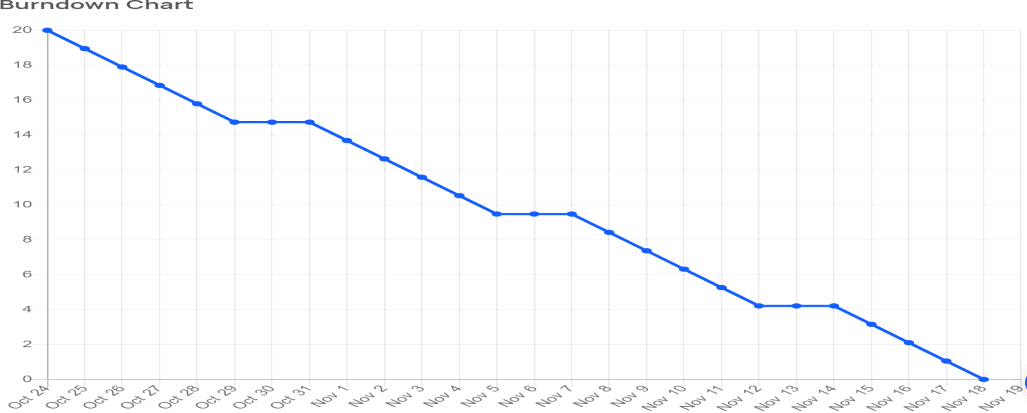 Burndown Chart
20
18
16
14
12
10
8
6
4
2
0
Oct 24
Oct 25
Oct 26
Oct 27
Oct 28
Oct 29
Oct 30
Oct 31
Nov 1
Nov 2
Nov 3
Nov 4
Nov 5
Nov 6
Nov 7
Nov 8
Nov 9
Nov 10
Nov 11
Nov 12
Nov 13
Nov 14
Nov 15
Nov 16
Nov 17
Nov 18
Nov 19